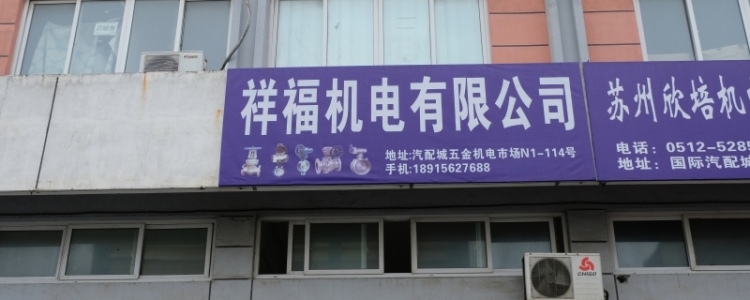 祥福机电有限公司
地址:汽配城五金机电市场N1-114号
手机:18915627688
苏州欣培机
电话：0512-5285
地址：国际汽配城
CHIGO